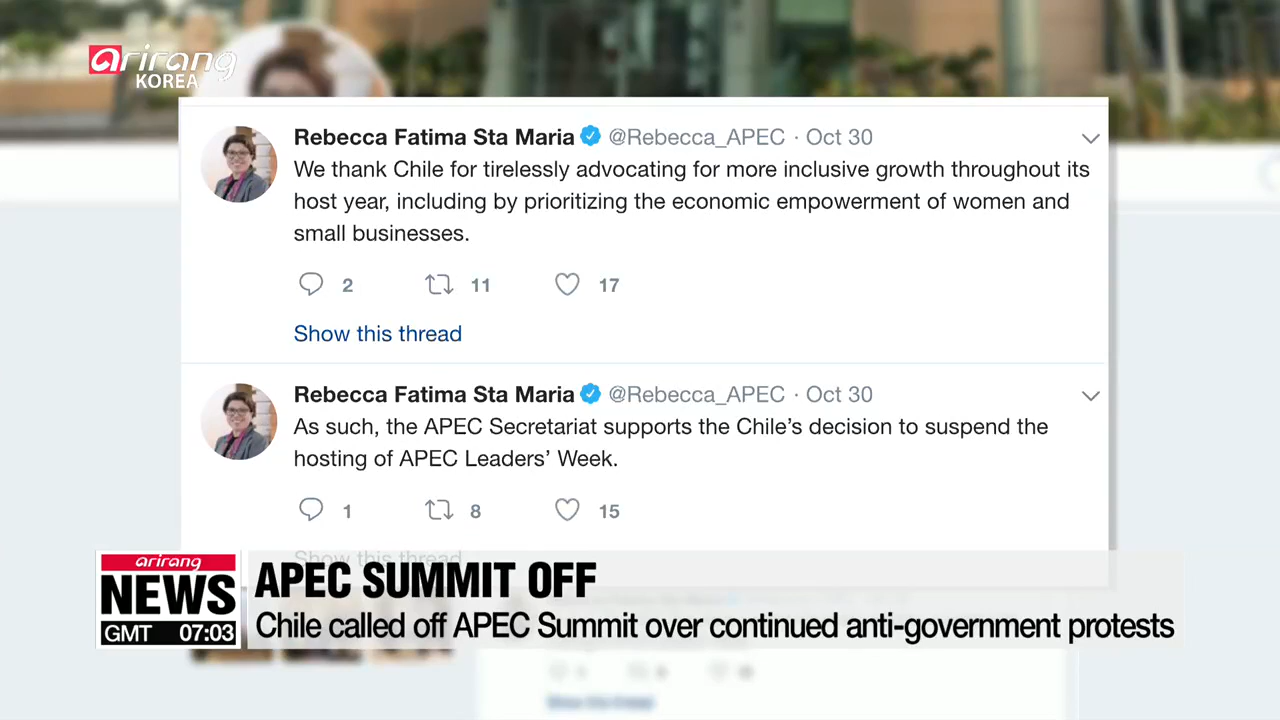 arirang
KOREA
Rebecca Fatima Sta Maria @Rebecca_APEC · Oct 30
We thank Chile for tirelessly advocating for more inclusive growth throughout its
host year, including by prioritizing the economic empowerment of women and
small businesses.
2 11 17
Show this thread
Rebecca Fatima Sta Maria @Rebecca_APEC · Oct 30
As such, the APEC Secretariat supports the Chile's decision to suspend the
hosting of APEC Leaders' Week.
1 8 15
Show this thread
arirang
NEWS
GMT 07:03
APEC SUMMIT OFF
Chile called off APEC Summit over continued anti-government protests